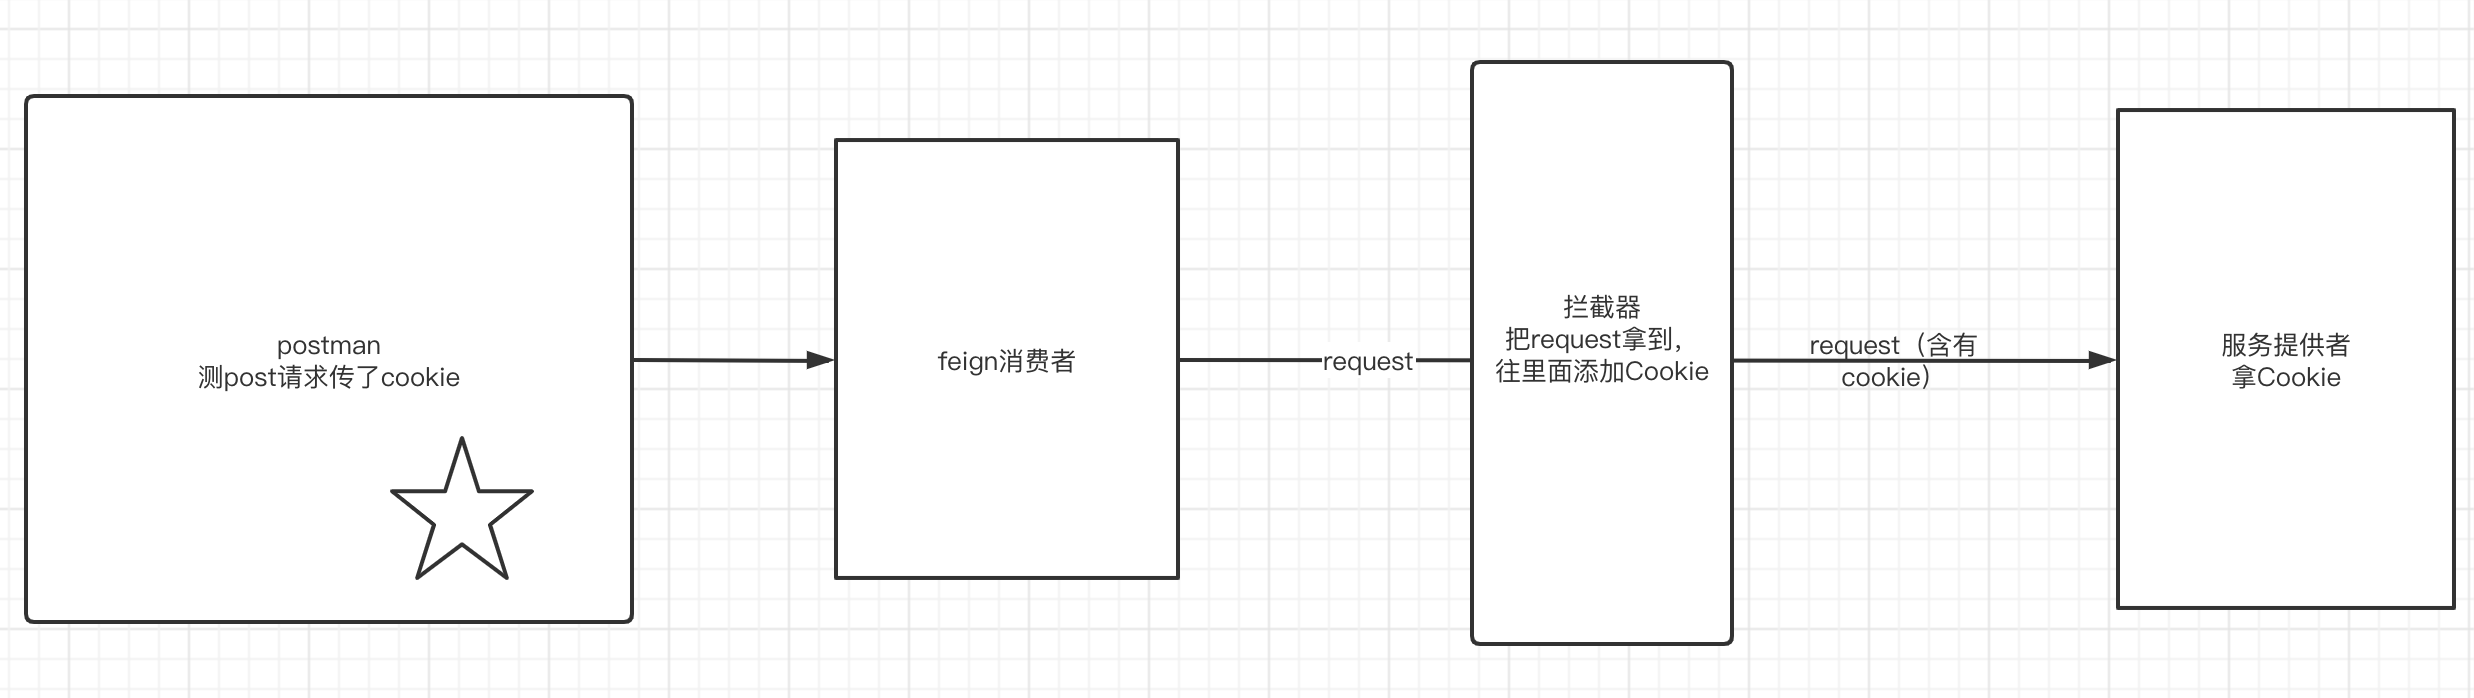 postman
测post请求传了cookie
feign消费者
request
拦截器
把request拿到，
往里面添加Cookie
request（含有
cookie）
服务提供者
拿Cookie